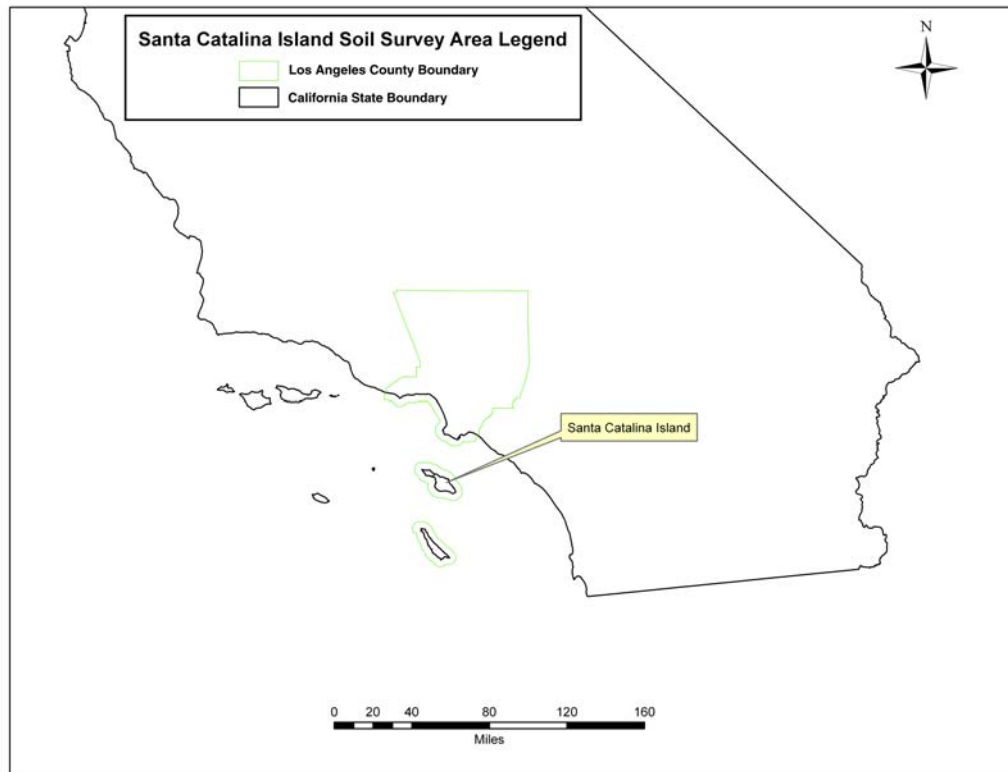 Santa Catalina Island Soil Survey Area Legend
Los Angeles County Boundary
California State Boundary
N
Santa Catalina Island
0 20 40 80 120 160
Miles